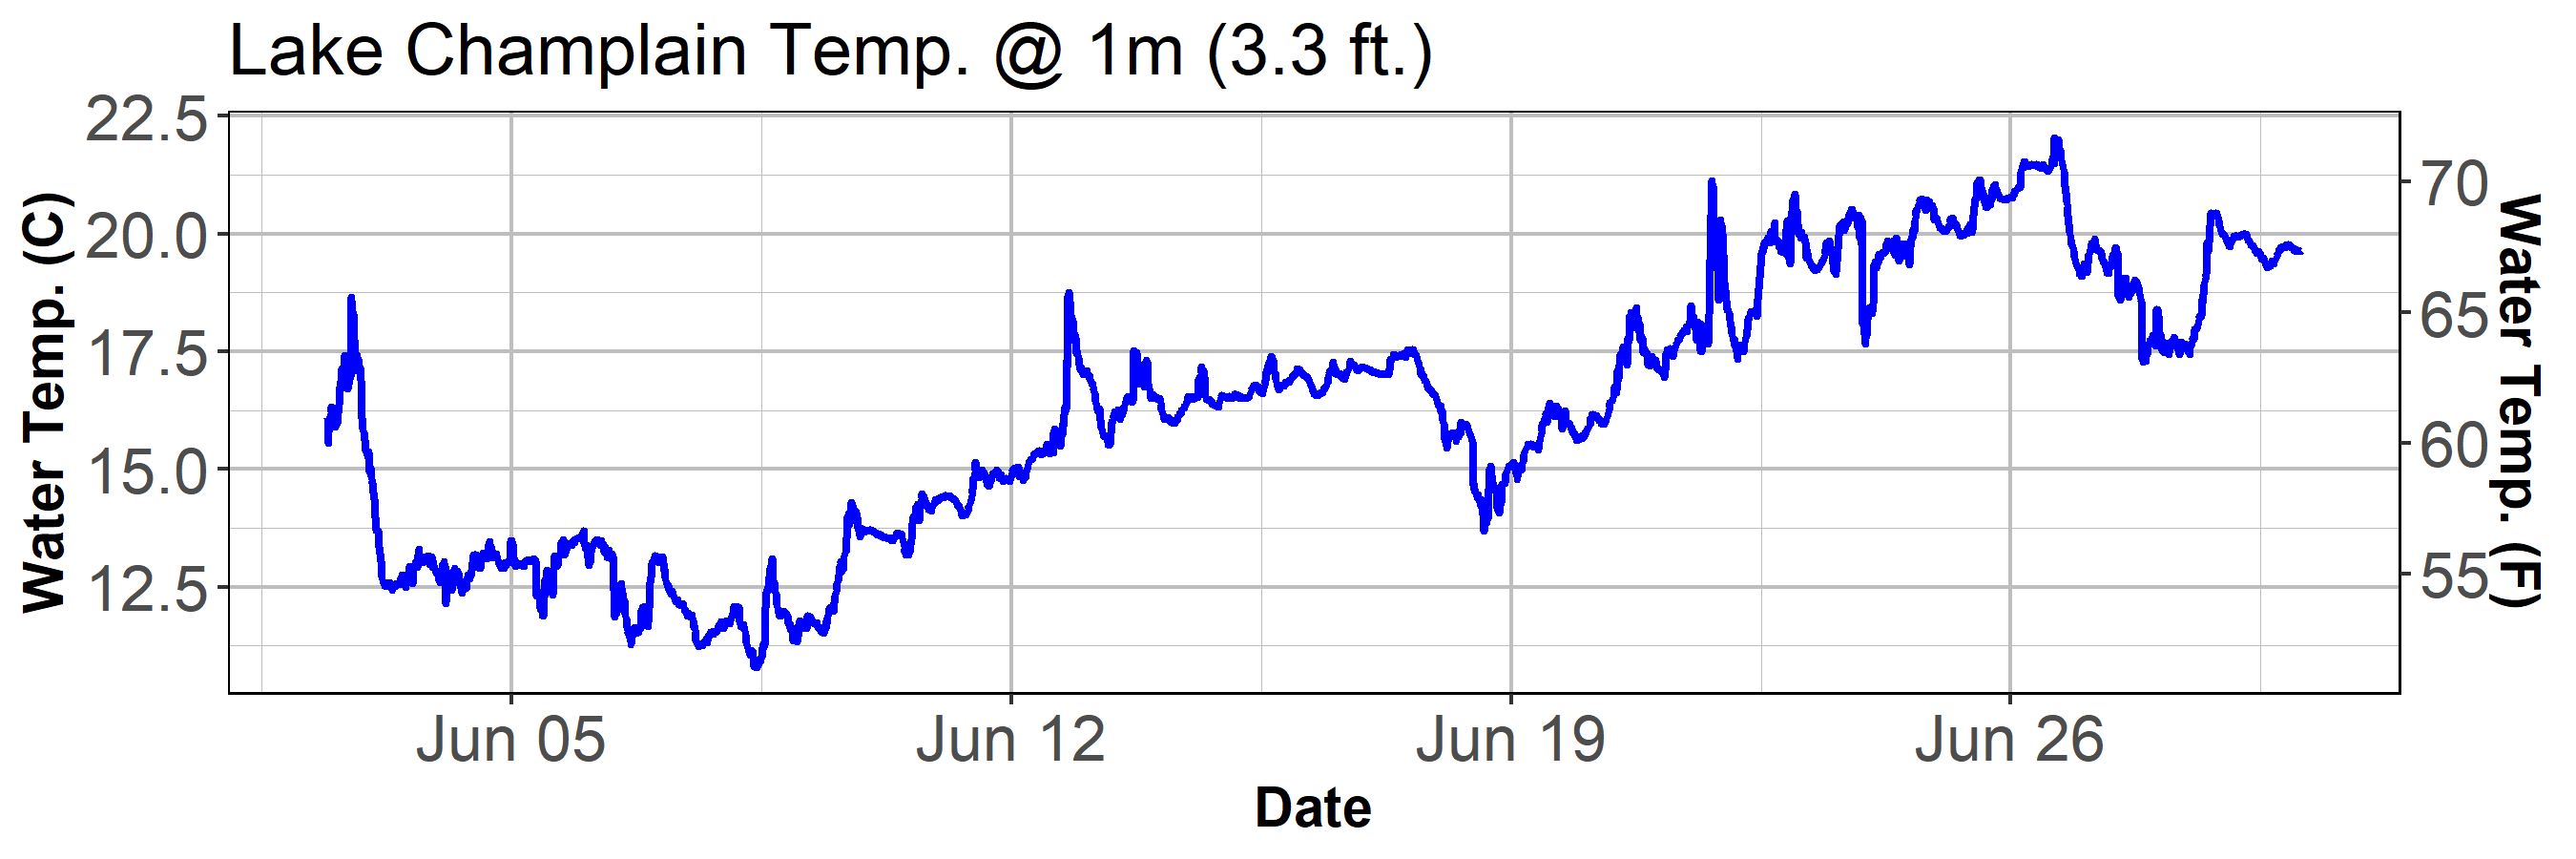 Lake Champlain Temp. @ 1m (3.3 ft.)
Water Temp. (C)
22.5
20.0
17.5
15.0
12.5
70
65
60
55
Water Temp. (F)
Jun 05
Jun 12
Jun 19
Jun 26
Date